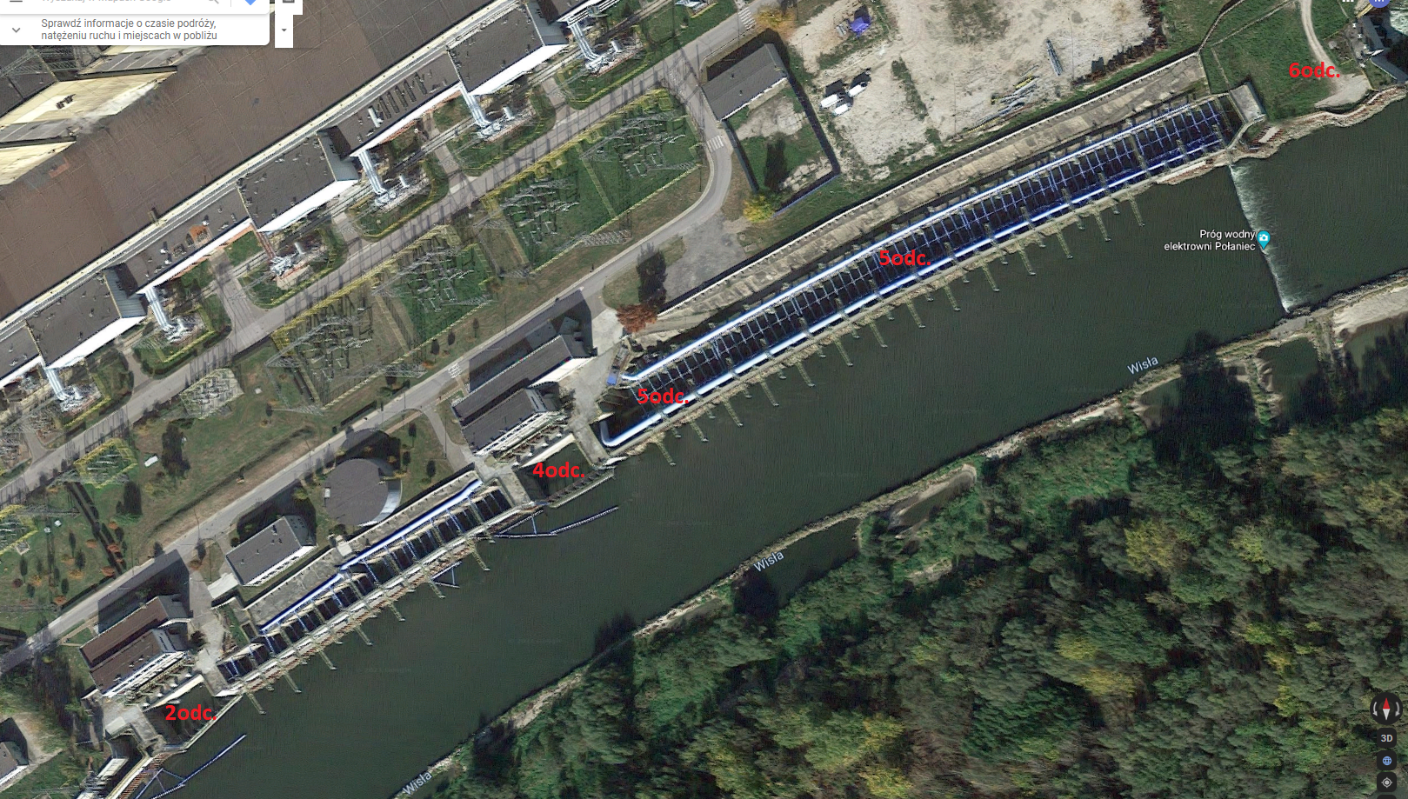 Sprawdź informacje o czasie podróży,
natężeniu ruchu i miejscach w pobliżu
6odc.
Próg wodny
elektrowni Połaniec
5odc.
Wisła
5odc.
4odc.
Wisła
2odc.
Wisła
3D